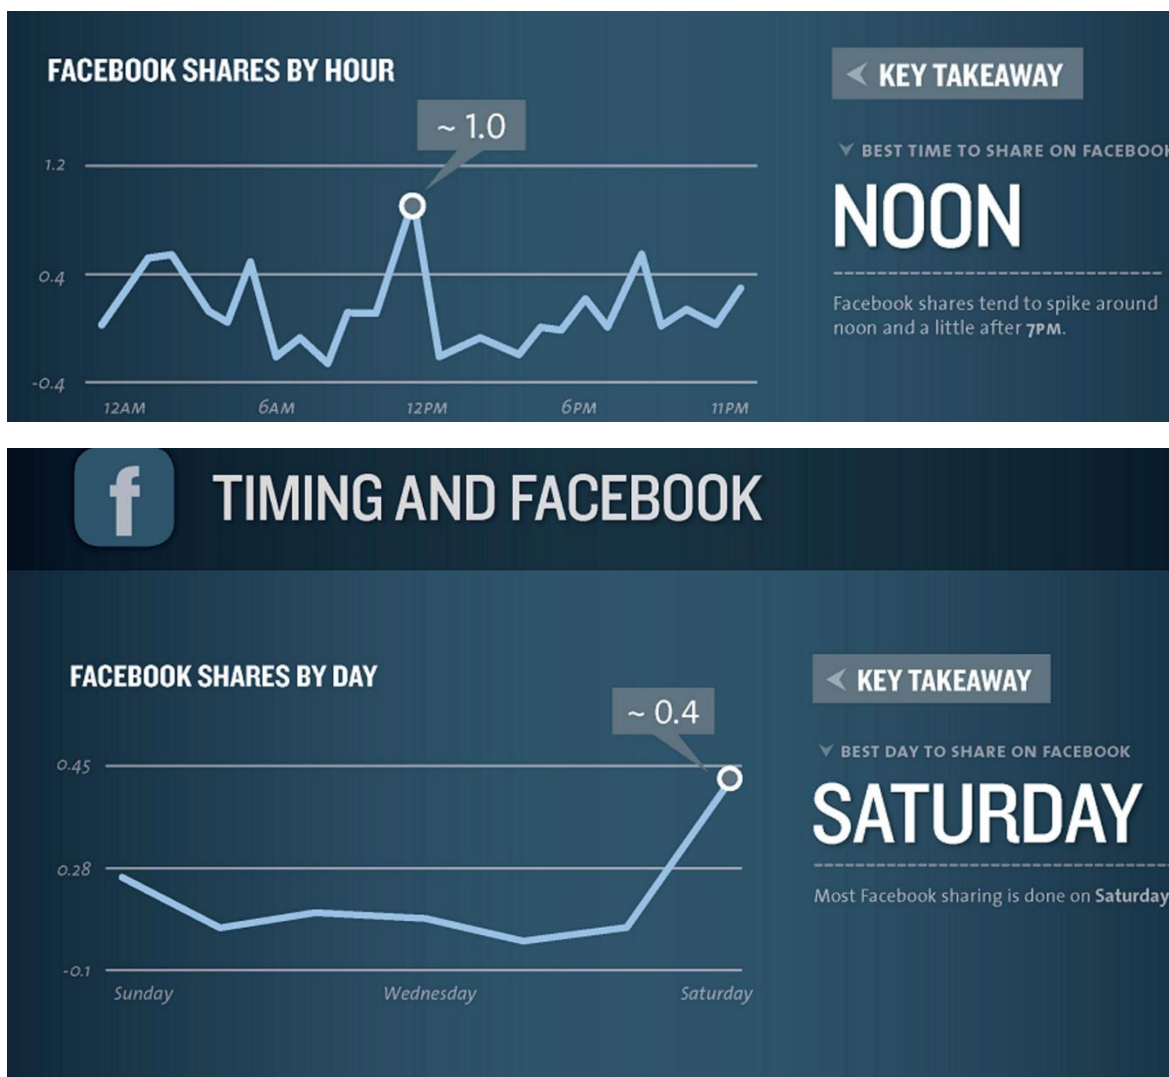 FACEBOOK SHARES BY HOUR
~ 1.0
1.2
0.4
-0.4
12AM 6AM 12PM 6PM 11PM
KEY TAKEAWAY
BEST TIME TO SHARE ON FACEBOOK
NOON
Facebook shares tend to spike around
noon and a little after 7PM.
f TIMING AND FACEBOOK
FACEBOOK SHARES BY DAY
~ 0.4
0.45
0.28
-0.1
Sunday Wednesday Saturday
KEY TAKEAWAY
BEST DAY TO SHARE ON FACEBOOK
SATURDAY
Most Facebook sharing is done on Saturday